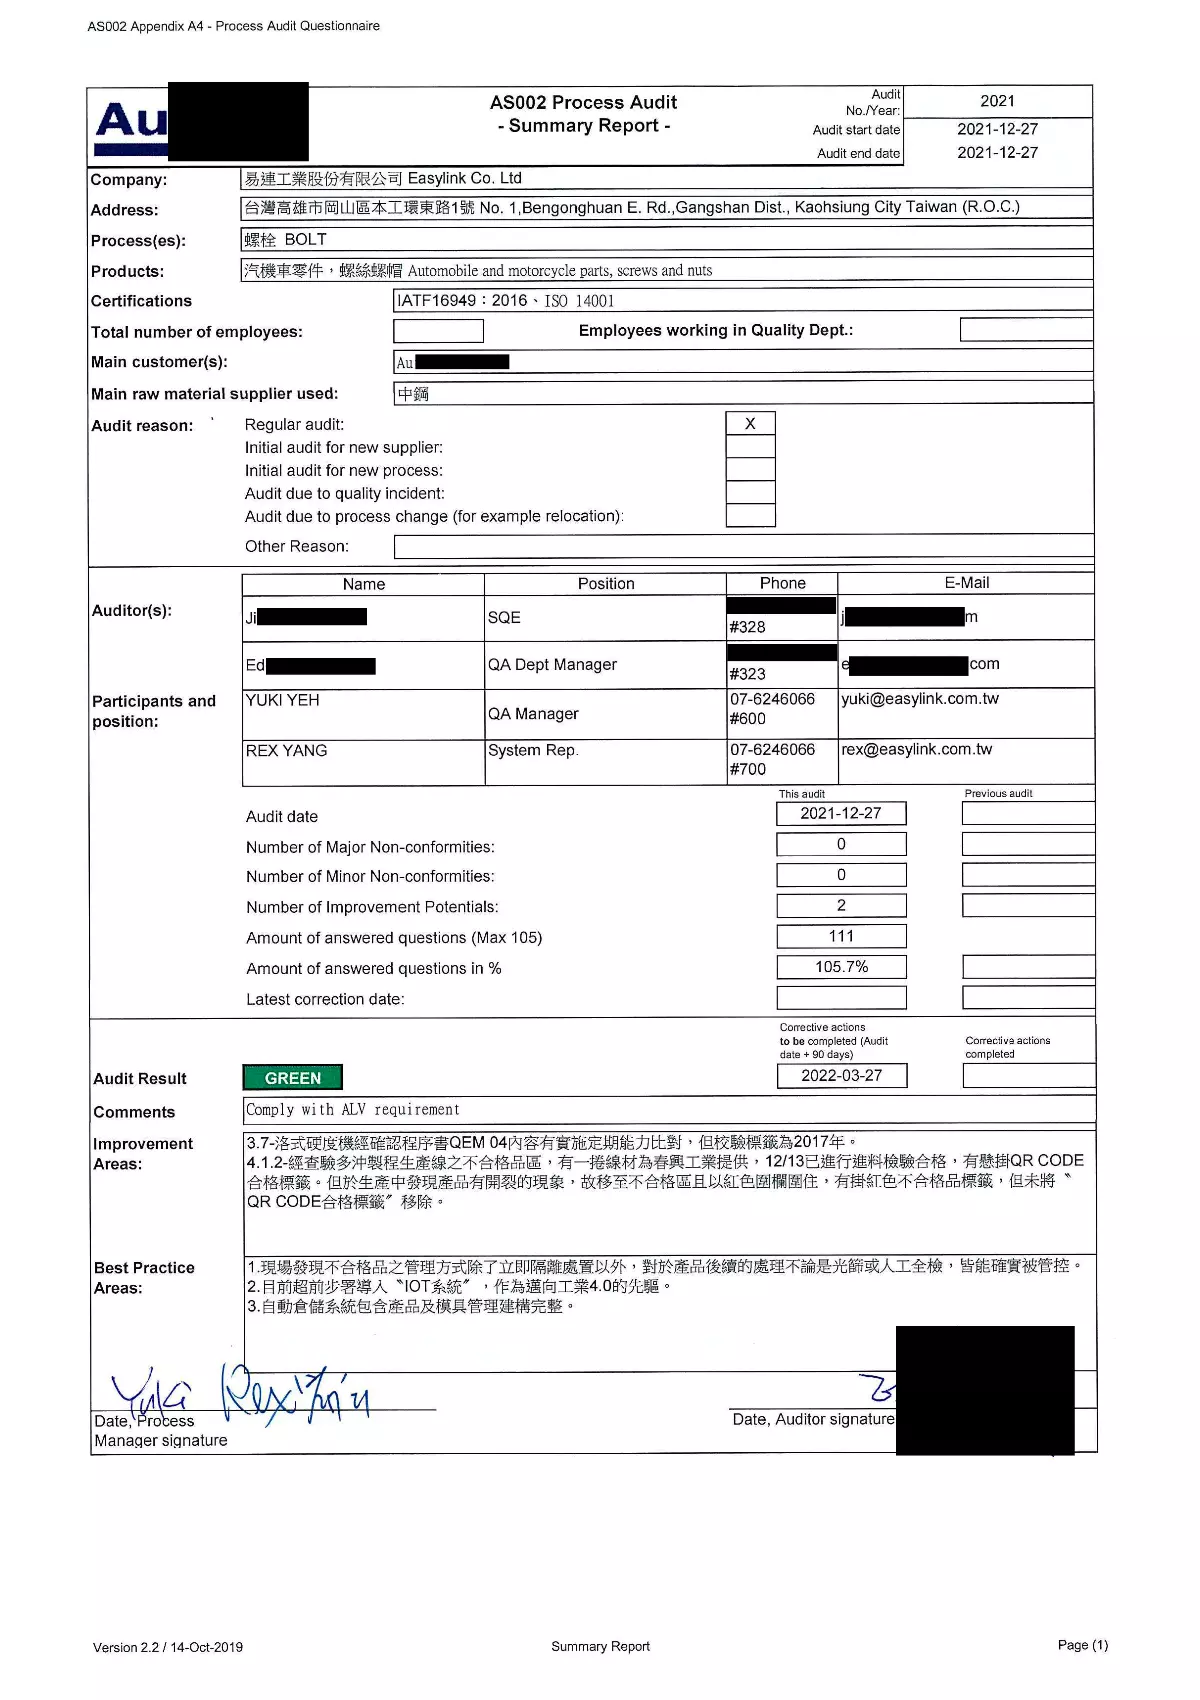 AS002 Appendix A4 - Process Audit Questionnaire
Au
AS002 Process Audit
- Summary Report -
Audit No./Year: 2021
Audit start date 2021-12-27
Audit end date 2021-12-27
Company: 易連工業股份有限公司 Easylink Co. Ltd
Address: 台灣高雄市岡山區本工環東路1號 No. 1,Bengonghuan E. Rd.,Gangshan Dist., Kaohsiung City Taiwan (R.O.C.)
Process(es): 螺栓 BOLT
Products: 汽機車零件，螺絲螺帽 Automobile and motorcycle parts, screws and nuts
Certifications IATF16949：2016、ISO 14001
Total number of employees: Employees working in Quality Dept.:
Main customer(s): Au
Main raw material supplier used: 中鋼
Audit reason: Regular audit: X
Initial audit for new supplier:
Initial audit for new process:
Audit due to quality incident:
Audit due to process change (for example relocation):
Other Reason:
Name Position Phone E-Mail
Auditor(s): Ji SQE #328 j m
Ed QA Dept Manager #323 e com
Participants and position: YUKI YEH QA Manager 07-6246066 #600 yuki@easylink.com.tw
REX YANG System Rep. 07-6246066 #700 rex@easylink.com.tw
This audit Previous audit
Audit date 2021-12-27
Number of Major Non-conformities: 0
Number of Minor Non-conformities: 0
Number of Improvement Potentials: 2
Amount of answered questions (Max 105) 111
Amount of answered questions in % 105.7%
Latest correction date:
Corrective actions
to be completed (Audit date + 90 days)
Corrective actions completed
Audit Result GREEN 2022-03-27
Comments Comply with ALV requirement
Improvement Areas:
3.7-洛式硬度機經確認程序書QEM 04內容有實施定期能力比對，但校驗標籤為2017年。
4.1.2-經查驗多沖製程生產線之不合格品區，有一捲線材為春興工業提供，12/13已進行進料檢驗合格，有懸掛QR CODE
合格標籤。但於生產中發現產品有開裂的現象，故移至不合格區且以紅色圍欄圍住，有掛紅色不合格品標籤，但未將〝
QR CODE合格標籤〞移除。
Best Practice Areas:
1.現場發現不合格品之管理方式除了立即隔離處置以外，對於產品後續的處理不論是光篩或人工全檢，皆能確實被管控。
2.目前超前步署導入〝IOT系統〞，作為邁向工業4.0的先驅。
3.自動倉儲系統包含產品及模具管理建構完整。
Yuki Rex
Date, Process
Manager signature
Date, Auditor signature
Version 2.2 / 14-Oct-2019 Summary Report Page (1)